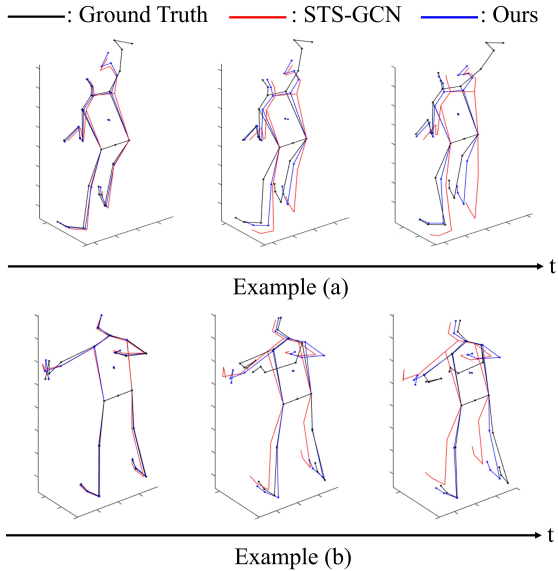 : Ground Truth : STS-GCN : Ours
t
Example (a)
t
Example (b)